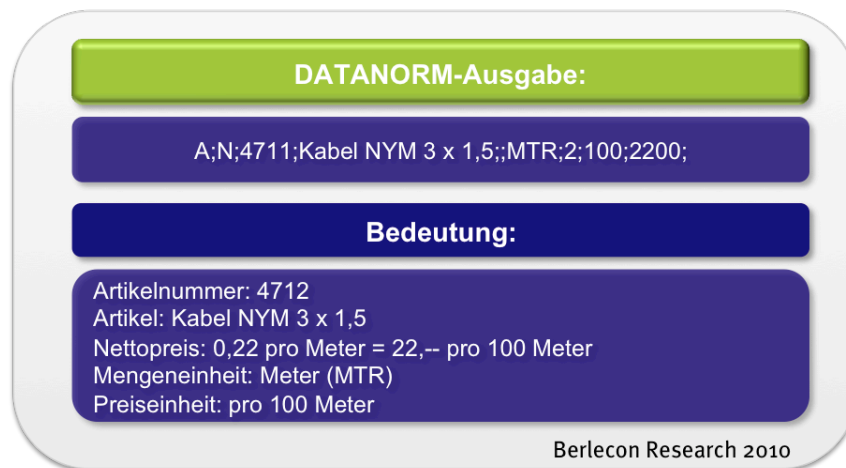 DATANORM-Ausgabe:
A;N;4711;Kabel NYM 3 x 1,5;;MTR;2;100;2200;
Bedeutung:
Artikelnummer: 4712
Artikel: Kabel NYM 3 x 1,5
Nettopreis: 0,22 pro Meter = 22,-- pro 100 Meter
Mengeneinheit: Meter (MTR)
Preiseinheit: pro 100 Meter
Berlecon Research 2010